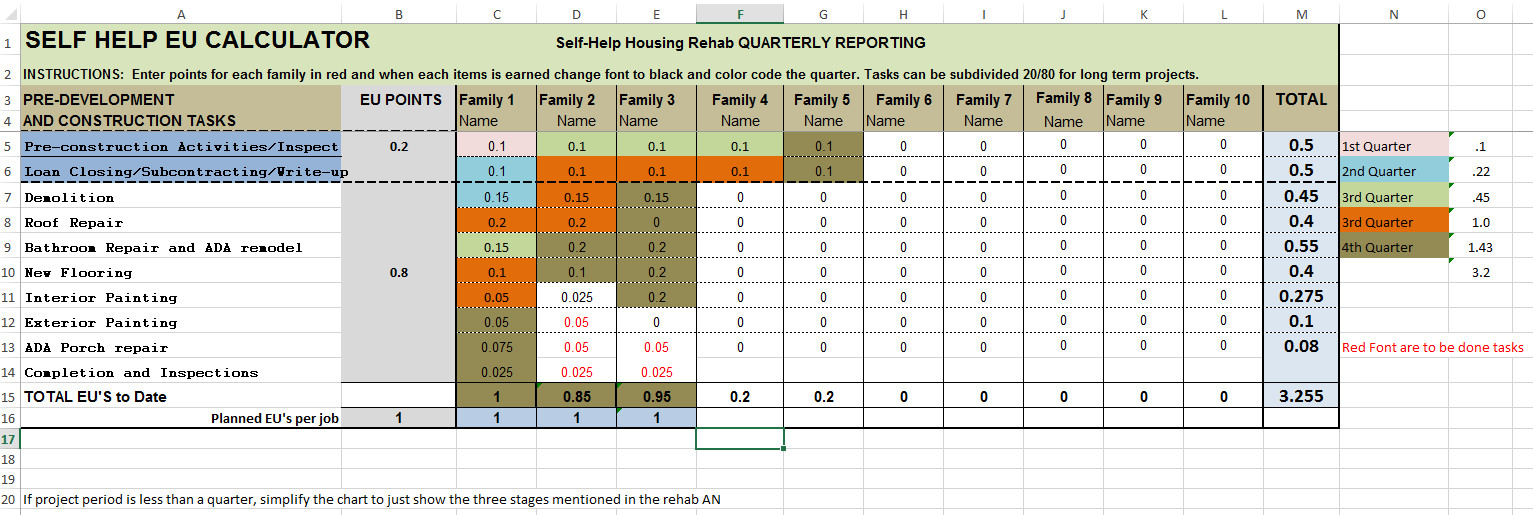 A B C D E F G H I J K L M N O
1 SELF HELP EU CALCULATOR Self-Help Housing Rehab QUARTERLY REPORTING
2 INSTRUCTIONS: Enter points for each family in red and when each items is earned change font to black and color code the quarter. Tasks can be subdivided 20/80 for long term projects.
3 PRE-DEVELOPMENT EU POINTS Family 1 Family 2 Family 3 Family 4 Family 5 Family 6 Family 7 Family 8 Family 9 Family 10 TOTAL
4 AND CONSTRUCTION TASKS Name Name Name Name Name Name Name Name Name Name
5 Pre-construction Activities/Inspect 0.2 0.1 0.1 0.1 0.1 0.1 0 0 0 0 0 0.5 1st Quarter .1
6 Loan Closing/Subcontracting/Write-up 0.1 0.1 0.1 0.1 0.1 0 0 0 0 0 0.5 2nd Quarter .22
7 Demolition 0.15 0.15 0.15 0 0 0 0 0 0 0 0.45 3rd Quarter .45
8 Roof Repair 0.2 0.2 0 0 0 0 0 0 0 0 0.4 3rd Quarter 1.0
9 Bathroom Repair and ADA remodel 0.15 0.2 0.2 0 0 0 0 0 0 0 0.55 4th Quarter 1.43
10 New Flooring 0.8 0.1 0.1 0.2 0 0 0 0 0 0 0 0.4 3.2
11 Interior Painting 0.05 0.025 0.2 0 0 0 0 0 0 0 0.275
12 Exterior Painting 0.05 0.05 0 0 0 0 0 0 0 0 0.1
13 ADA Porch repair 0.075 0.05 0.05 0 0 0 0 0 0 0 0.08 Red Font are to be done tasks
14 Completion and Inspections 0.025 0.025 0.025
15 TOTAL EU'S to Date 1 0.85 0.95 0.2 0.2 0 0 0 0 0 3.255
16 Planned EU's per job 1 1 1 1
17
18
19
20 If project period is less than a quarter, simplify the chart to just show the three stages mentioned in the rehab AN